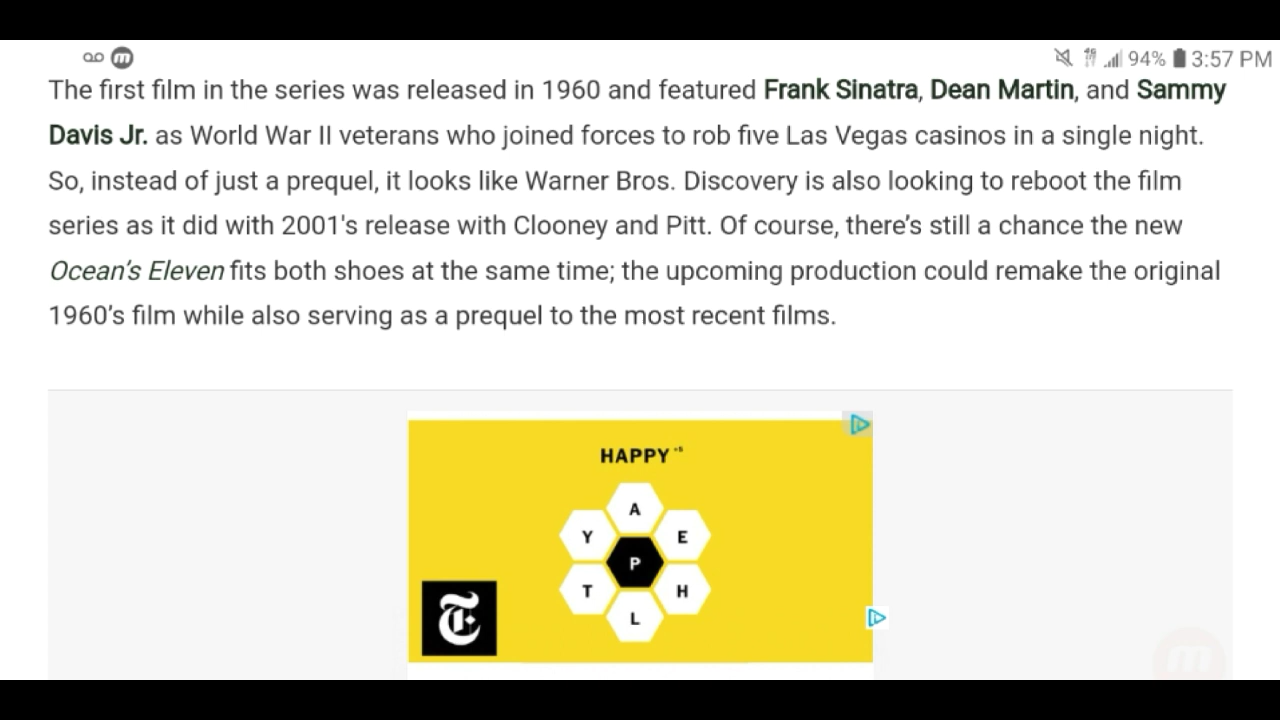 94% 3:57 PM
The first film in the series was released in 1960 and featured Frank Sinatra, Dean Martin, and Sammy
Davis Jr. as World War II veterans who joined forces to rob five Las Vegas casinos in a single night.
So, instead of just a prequel, it looks like Warner Bros. Discovery is also looking to reboot the film
series as it did with 2001's release with Clooney and Pitt. Of course, there’s still a chance the new
Ocean’s Eleven fits both shoes at the same time; the upcoming production could remake the original
1960’s film while also serving as a prequel to the most recent films.
HAPPY
A
Y E
P
T H
L
T
m